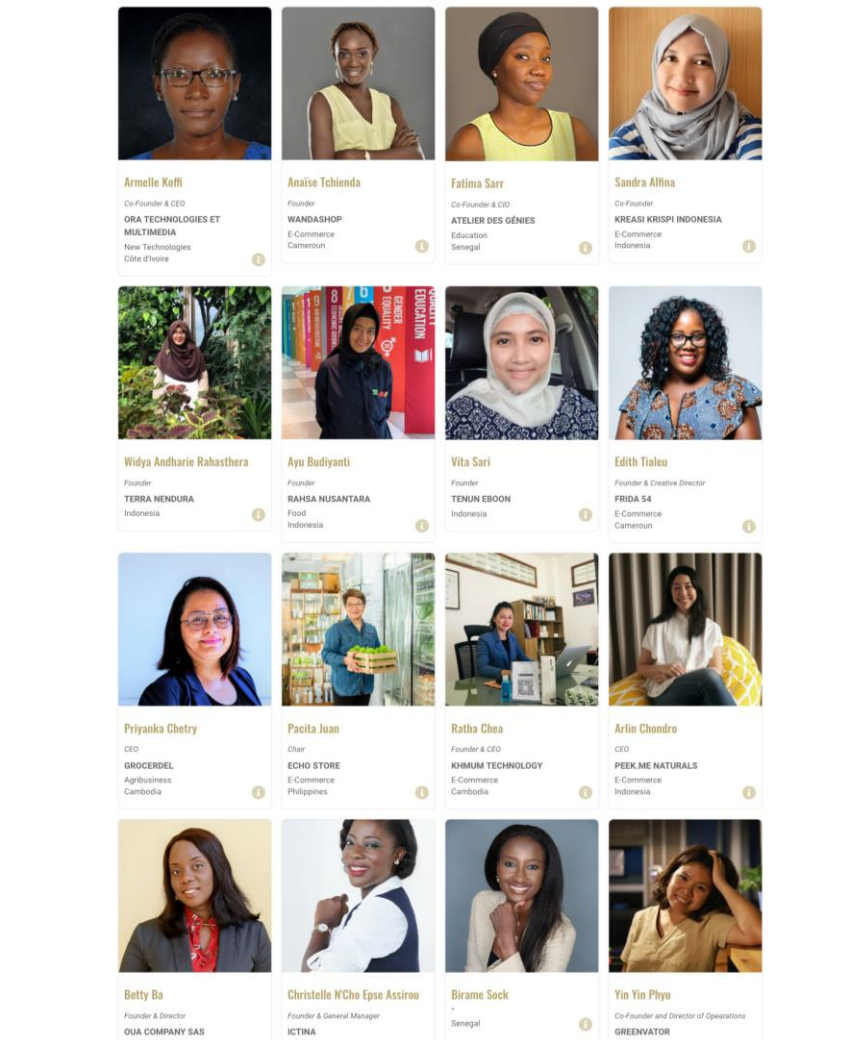 Armelle Koffi
Co-Founder & CEO
ORA TECHNOLOGIES ET
MULTIMEDIA
New Technologies
Côte d'Ivoire
Anaïse Tchienda
Founder
WANDASHOP
E-Commerce
Cameroun
Fatima Sarr
Co-Founder & CIO
ATELIER DES GÉNIES
Education
Senegal
Sandra Alfina
Co-Founder
KREASI KRISPI INDONESIA
E-Commerce
Indonesia
GENDER
EQUALITY
QUALITY
EDUCATION
Widya Andharie Rahasthera
Founder
TERRA NENDURA
Indonesia
Ayu Budiyanti
Founder
RAHSA NUSANTARA
Food
Indonesia
Vita Sari
Founder
TENUN EBOON
Indonesia
Edith Tialeu
Founder & Creative Director
FRIDA 54
E-Commerce
Cameroun
Priyanka Chetry
CEO
GROCERDEL
Agribusiness
Cambodia
Pacita Juan
Chair
ECHO STORE
E-Commerce
Philippines
Ratha Chea
Founder & CEO
KHMUM TECHNOLOGY
E-Commerce
Cambodia
Arlin Chondro
CEO
PEEK.ME NATURALS
E-Commerce
Indonesia
Betty Ba
Founder & Director
OUA COMPANY SAS
Christelle N'Cho Epse Assirou
Founder & General Manager
ICTINA
Birame Sock
-
Senegal
Yin Yin Phyu
Co-Founder and Director of Opearations
GREENVATOR